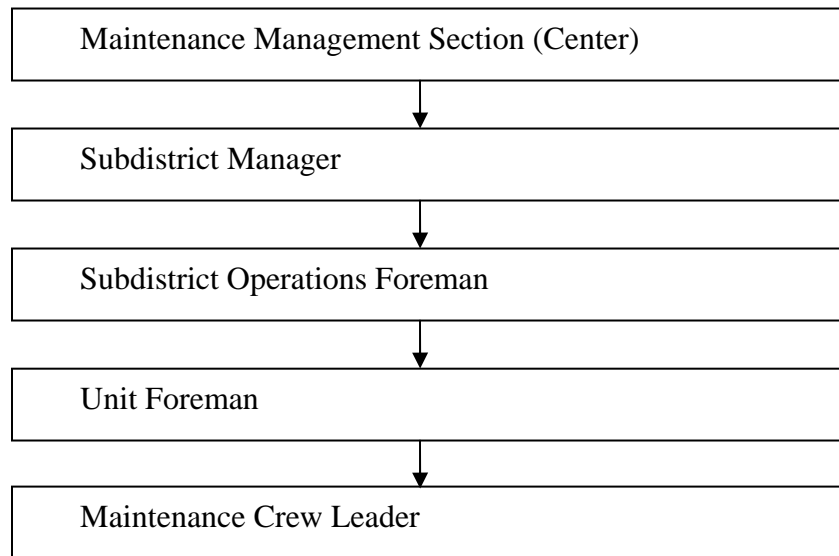 Maintenance Management Section (Center)
Subdistrict Manager
Subdistrict Operations Foreman
Unit Foreman
Maintenance Crew Leader